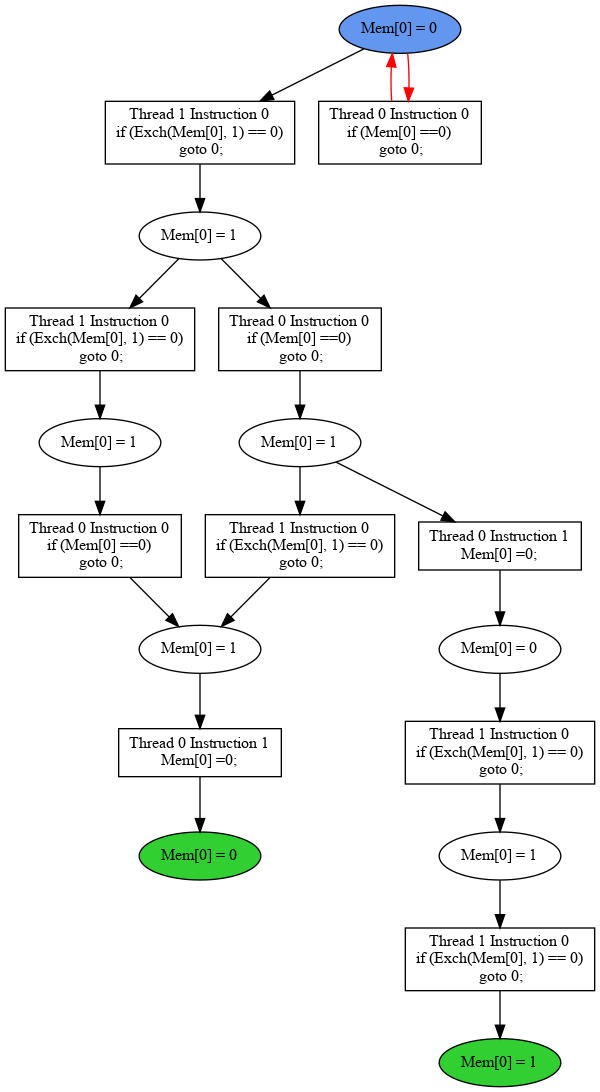 Mem[0] = 0
Thread 1 Instruction 0
if (Exch(Mem[0], 1) == 0)
goto 0;
Thread 0 Instruction 0
if (Mem[0] ==0)
goto 0;
Mem[0] = 1
Thread 1 Instruction 0
if (Exch(Mem[0], 1) == 0)
goto 0;
Thread 0 Instruction 0
if (Mem[0] ==0)
goto 0;
Mem[0] = 1
Mem[0] = 1
Thread 0 Instruction 0
if (Mem[0] ==0)
goto 0;
Thread 1 Instruction 0
if (Exch(Mem[0], 1) == 0)
goto 0;
Thread 0 Instruction 1
Mem[0] =0;
Mem[0] = 1
Mem[0] = 0
Thread 0 Instruction 1
Mem[0] =0;
Thread 1 Instruction 0
if (Exch(Mem[0], 1) == 0)
goto 0;
Mem[0] = 0
Mem[0] = 1
Thread 1 Instruction 0
if (Exch(Mem[0], 1) == 0)
goto 0;
Mem[0] = 1